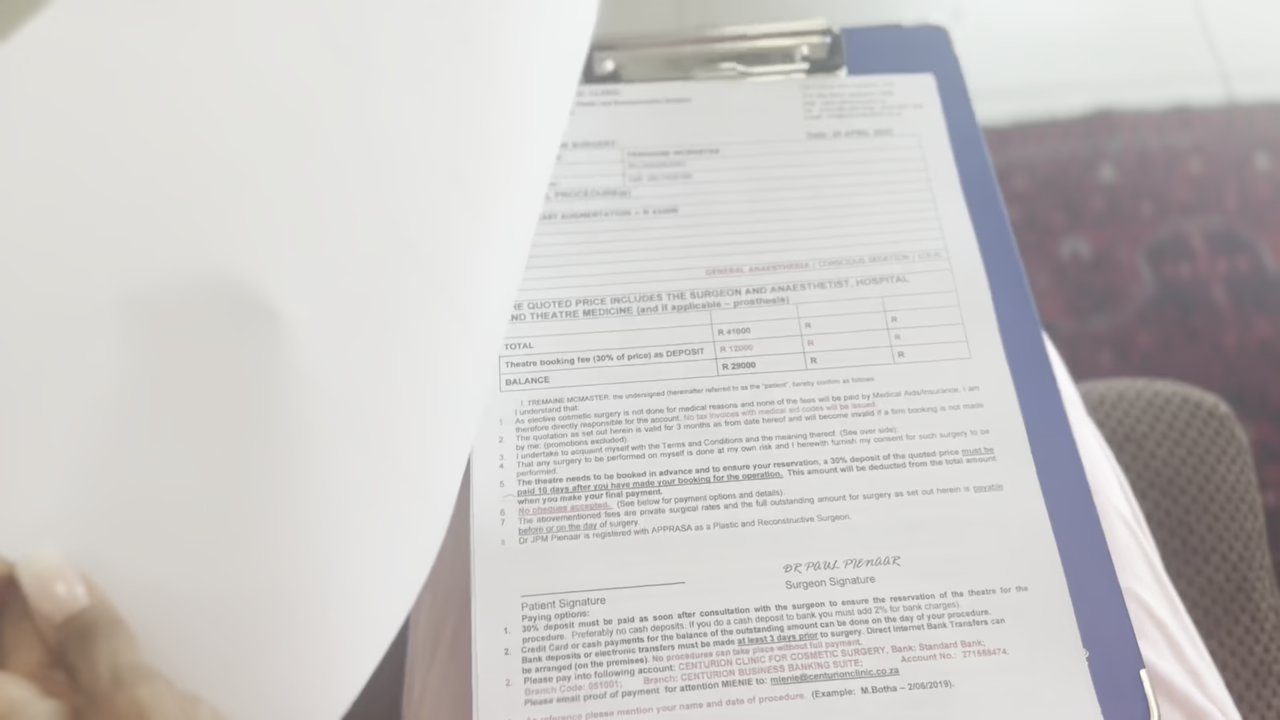 TREMAINE MCMASTER
GENERAL ANAESTHESIA / CONSCIOUS SEDATION / LOCAL
HE QUOTED PRICE INCLUDES THE SURGEON AND ANAESTHETIST, HOSPITAL
ND THEATRE MEDICINE (and if applicable – prosthesis)
TOTAL R 41000 R R
Theatre booking fee (30% of price) as DEPOSIT R 12000 R R
BALANCE R 29000 R R
I, TREMAINE MCMASTER, the undersigned (hereinafter referred to as the "patient", hereby confirm as follows
I understand that:
1. As elective cosmetic surgery is not done for medical reasons and none of the fees will be paid by Medical Aids/Insurance, I am
therefore directly responsible for the account. No tax invoices with medical aid codes will be issued.
2. The quotation as set out herein is valid for 3 months as from date hereof and will become invalid if a firm booking is not made
by me, (promotions excluded).
3. I undertake to acquaint myself with the Terms and Conditions and the meaning thereof. (See over side).
4. That any surgery to be performed on myself is done at my own risk and I herewith furnish my consent for such surgery to be
performed.
5. The theatre needs to be booked in advance and to ensure your reservation, a 30% deposit of the quoted price must be
paid 10 days after you have made your booking for the operation. This amount will be deducted from the total amount
when you make your final payment.
6. No cheques accepted. (See below for payment options and details).
7 The abovementioned fees are private surgical rates and the full outstanding amount for surgery as set out herein is payable
before or on the day of surgery.
8 Dr JPM Pienaar is registered with APPRASA as a Plastic and Reconstructive Surgeon.
DR PAUL PIENAAR
Patient Signature Surgeon Signature
Paying options:
1. 30% deposit must be paid as soon after consultation with the surgeon to ensure the reservation of the theatre for the
procedure. Preferably no cash deposits. If you do a cash deposit to bank you must add 2% for bank charges).
2. Credit Card or cash payments for the balance of the outstanding amount can be done on the day of your procedure.
Bank deposits or electronic transfers must be made at least 3 days prior to surgery. Direct Internet Bank Transfers can
be arranged (on the premises). No procedures can take place without full payment.
2. Please pay into following account: CENTURION CLINIC FOR COSMETIC SURGERY, Bank: Standard Bank;
Branch Code: 051001; Branch: CENTURION BUSINESS BANKING SUITE; Account No.: 271588474.
Please email proof of payment for attention MIENIE to: mienie@centurionclinic.co.za
As reference please mention your name and date of procedure. (Example: M.Botha – 2/06/2019).